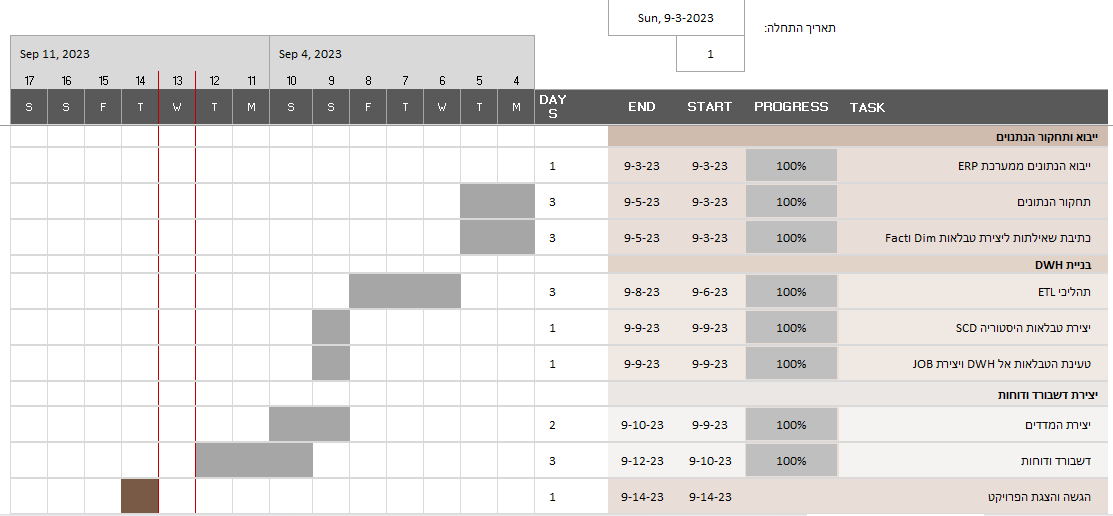 תאריך התחלה: Sun, 9-3-2023
1
Sep 4, 2023 Sep 11, 2023
4 5 6 7 8 9 10 11 12 13 14 15 16 17
TASK PROGRESS START END DAYS M T W T F S S M T W T F S S
ייבוא ותחקור הנתנוים
ייבוא הנתונים ממערכת ERP 100% 9-3-23 9-3-23 1
תחקור הנתונים 100% 9-3-23 9-5-23 3
כתיבת שאילתות ליצירת טבלאות Dim וFact 100% 9-3-23 9-5-23 3
בניית DWH
תהליכי ETL 100% 9-6-23 9-8-23 3
יצירת טבלאות היסטוריה SCD 100% 9-9-23 9-9-23 1
טעינת הטבלאות אל DWH ויצירת JOB 100% 9-9-23 9-9-23 1
יצירת דשבורד ודוחות
יצירת המדדים 100% 9-9-23 9-10-23 2
דשבורד ודוחות 100% 9-10-23 9-12-23 3
הגשה והצגת הפרויקט 9-14-23 9-14-23 1